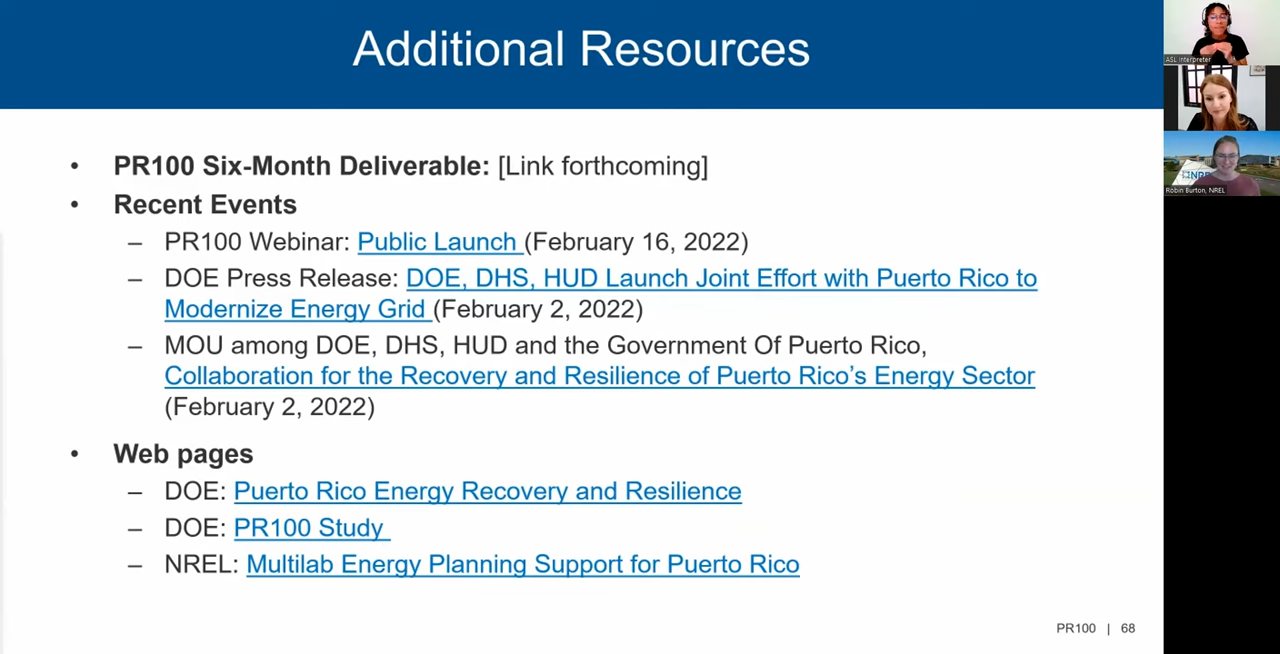 Additional Resources
• PR100 Six-Month Deliverable: [Link forthcoming]
• Recent Events
– PR100 Webinar: Public Launch (February 16, 2022)
– DOE Press Release: DOE, DHS, HUD Launch Joint Effort with Puerto Rico to
Modernize Energy Grid (February 2, 2022)
– MOU among DOE, DHS, HUD and the Government Of Puerto Rico,
Collaboration for the Recovery and Resilience of Puerto Rico’s Energy Sector
(February 2, 2022)
• Web pages
– DOE: Puerto Rico Energy Recovery and Resilience
– DOE: PR100 Study
– NREL: Multilab Energy Planning Support for Puerto Rico
PR100 | 68
ASL Interpreter
Robin Burton, NREL